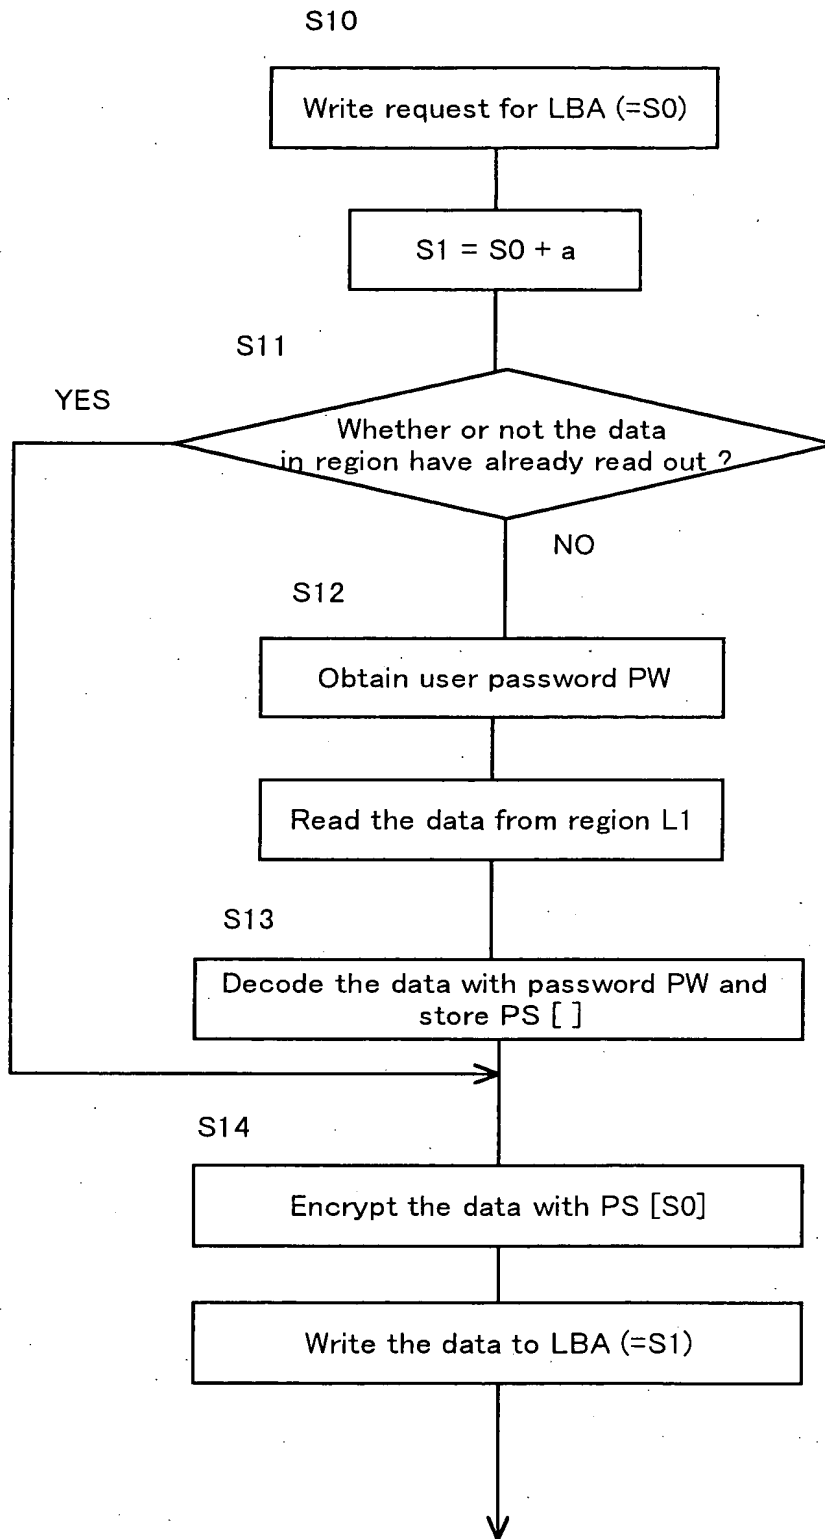 S10
Write request for LBA (=S0)
S1 = S0 + a
S11
YES
Whether or not the data
in region have already read out ?
NO
S12
Obtain user password PW
Read the data from region L1
S13
Decode the data with password PW and
store PS [ ]
S14
Encrypt the data with PS [S0]
Write the data to LBA (=S1)